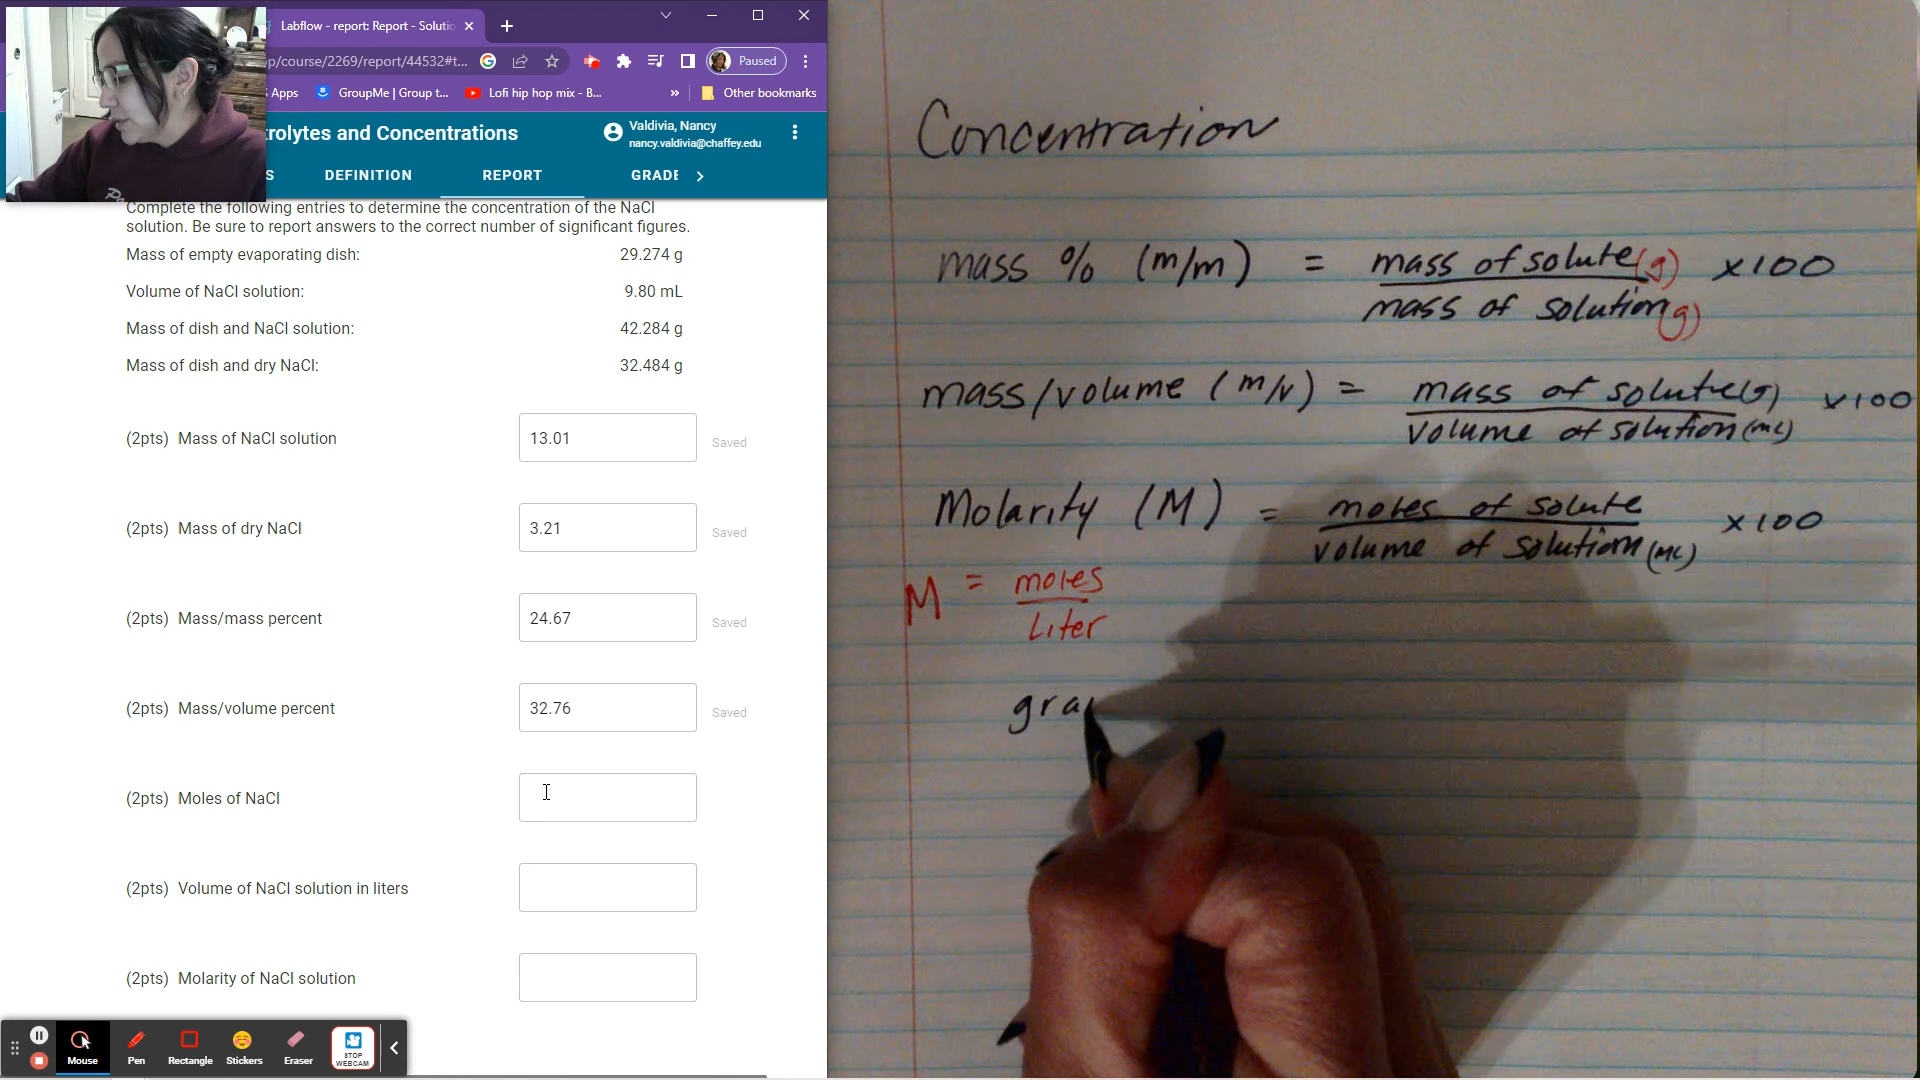 Labflow - report: Report - Solutio
p/course/2269/report/44532#t...
Paused
Apps
GroupMe | Group t...
Lofi hip hop mix - B...
»
Other bookmarks
trolytes and Concentrations
Valdivia, Nancy
nancy.valdivia@chaffey.edu
S
DEFINITION
REPORT
GRADE
Complete the following entries to determine the concentration of the NaCl
solution. Be sure to report answers to the correct number of significant figures.
Mass of empty evaporating dish: 29.274 g
Volume of NaCl solution: 9.80 mL
Mass of dish and NaCl solution: 42.284 g
Mass of dish and dry NaCl: 32.484 g
(2pts) Mass of NaCl solution 13.01 Saved
(2pts) Mass of dry NaCl 3.21 Saved
(2pts) Mass/mass percent 24.67 Saved
(2pts) Mass/volume percent 32.76 Saved
(2pts) Moles of NaCl
(2pts) Volume of NaCl solution in liters
(2pts) Molarity of NaCl solution
Mouse
Pen
Rectangle
Stickers
Eraser
STOP
WEBCAM
Concentration
mass % (m/m) = mass of solute (g) x100
mass of solution (g)
mass/volume (m/v) = mass of solute (g) x100
volume of solution (mL)
Molarity (M) = moles of solute x100
volume of solution (mL)
M = moles
Liter
gra